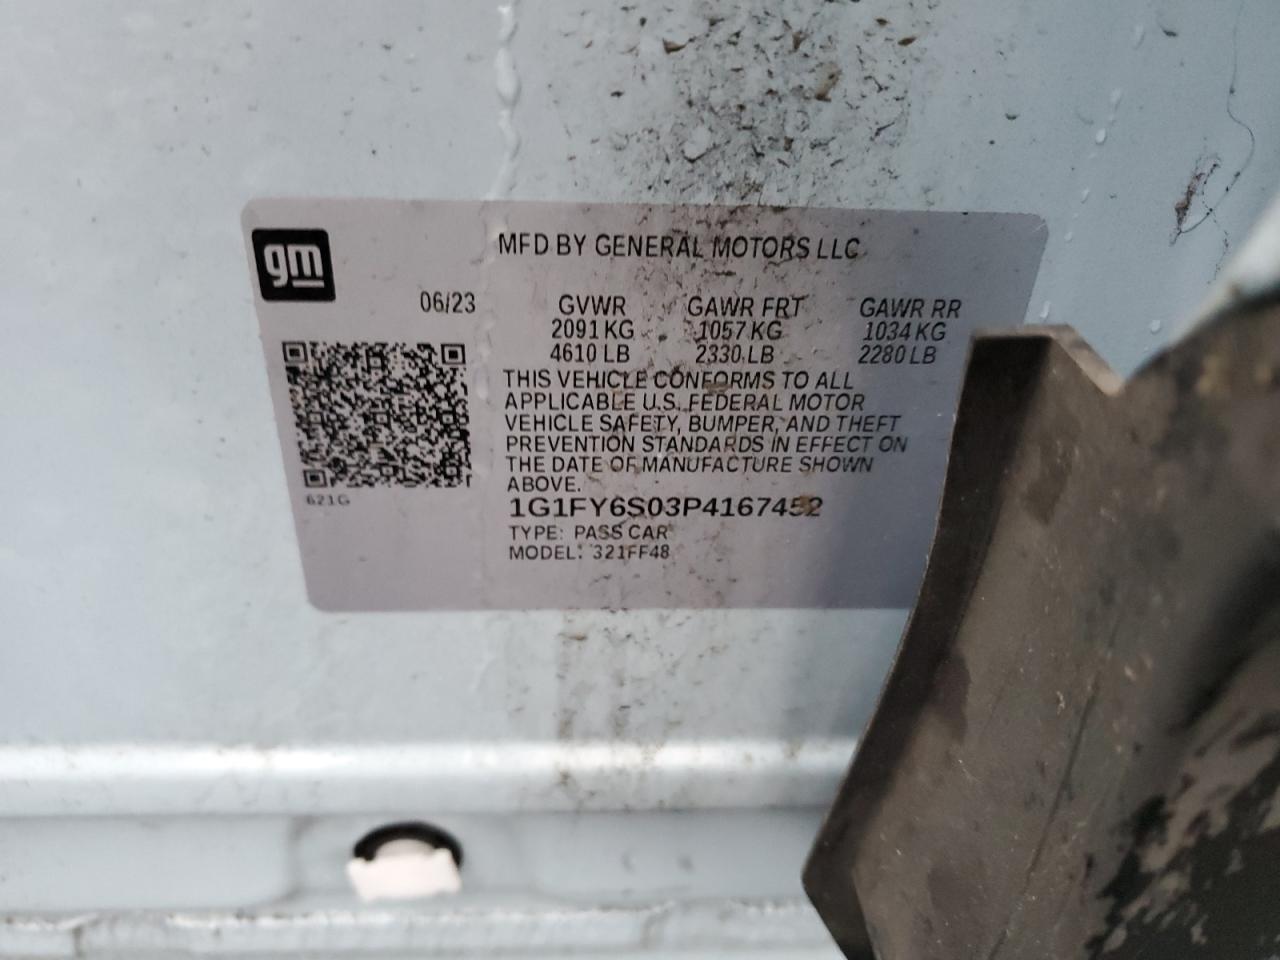 gm
MFD BY GENERAL MOTORS LLC
06/23 GVWR GAWR FRT GAWR RR
2091 KG 1057 KG 1034 KG
4610 LB 2330 LB 2280 LB
THIS VEHICLE CONFORMS TO ALL
APPLICABLE U.S. FEDERAL MOTOR
VEHICLE SAFETY, BUMPER, AND THEFT
PREVENTION STANDARDS IN EFFECT ON
THE DATE OF MANUFACTURE SHOWN
ABOVE.
621G
1G1FY6S03P4167452
TYPE: PASS CAR
MODEL: 321FF48